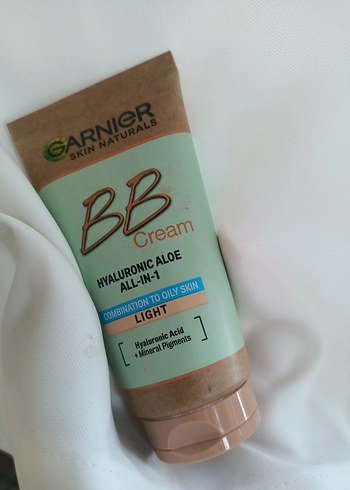 GARNIER
SKIN NATURALS
BB
Cream
HYALURONIC ALOE
ALL-IN-1
COMBINATION TO OILY SKIN
LIGHT
Hyaluronic Acid
+ Mineral Pigments